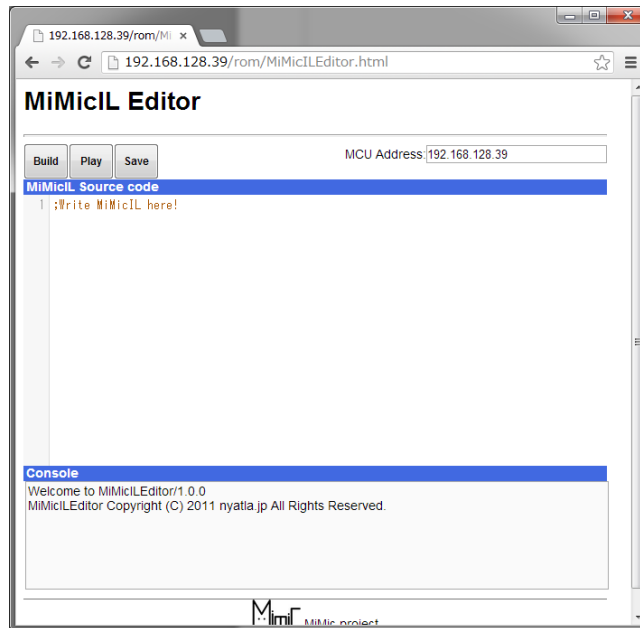 192.168.128.39/rom/Mi
192.168.128.39/rom/MiMicILEditor.html
MiMicIL Editor
Build Play Save MCU Address: 192.168.128.39
MiMicIL Source code
1 ;Write MiMicIL here!
Console
Welcome to MiMicILEditor/1.0.0
MiMicILEditor Copyright (C) 2011 nyatla.jp All Rights Reserved.
MiMic project